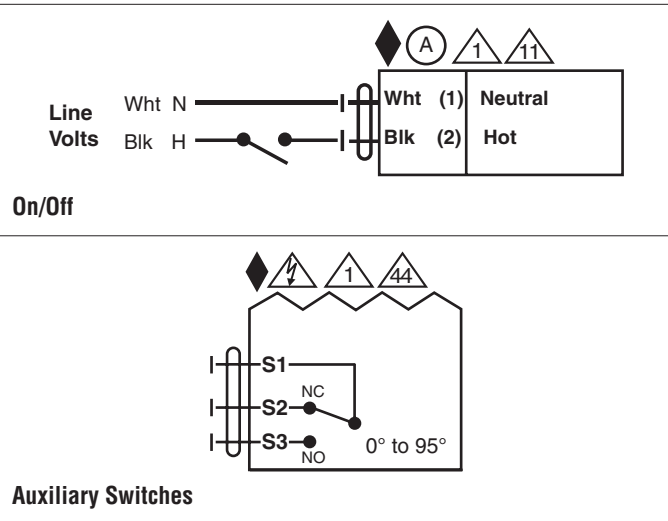 A 1 11
Line Volts
Wht N
Blk H
Wht (1) Neutral
Blk (2) Hot
On/Off
1 44
S1
NC
S2
S3
NO
0° to 95°
Auxiliary Switches